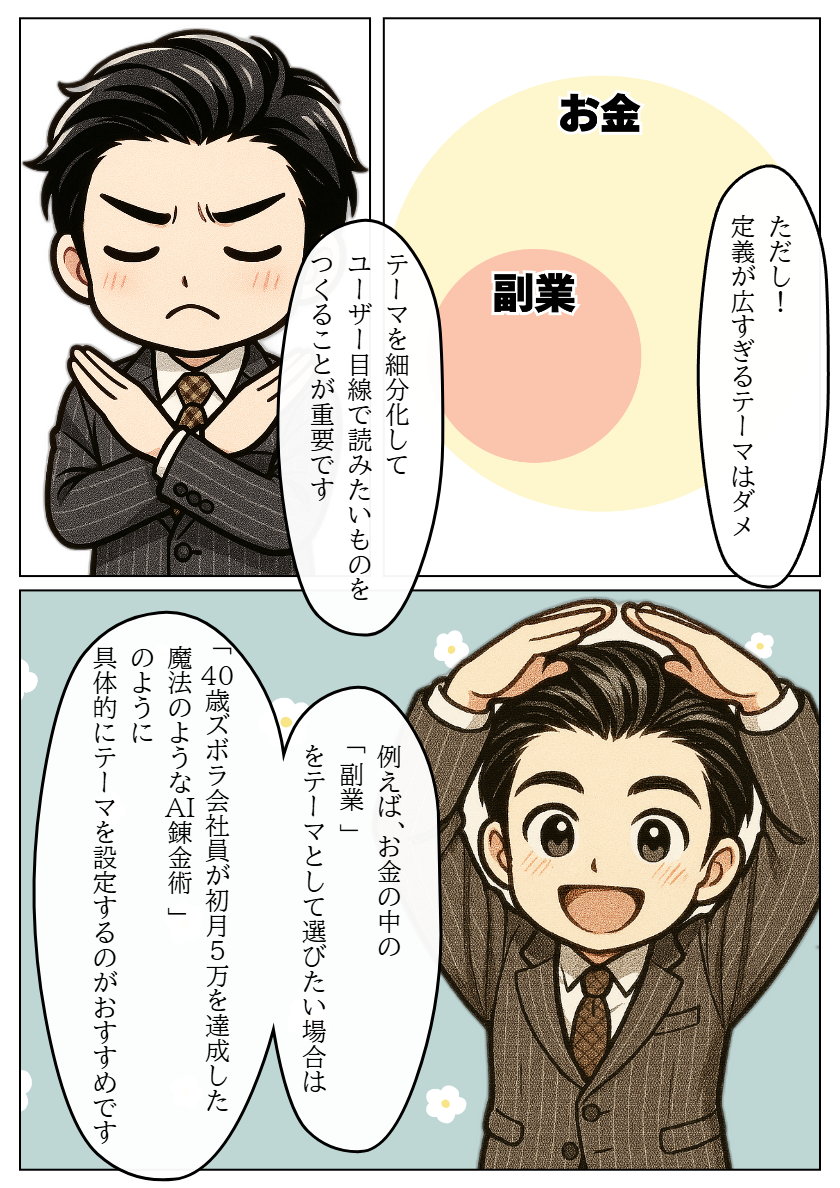 お金
副業
ただし！
定義が広すぎるテーマはダメ
テーマを細分化して
ユーザー目線で読みたいものを
つくることが重要です
例えば、お金の中の
「副業」
をテーマとして選びたい場合は
「40歳ズボラ会社員が初月５万を達成した
魔法のようなAI錬金術」
のように
具体的にテーマを設定するのがおすすめです